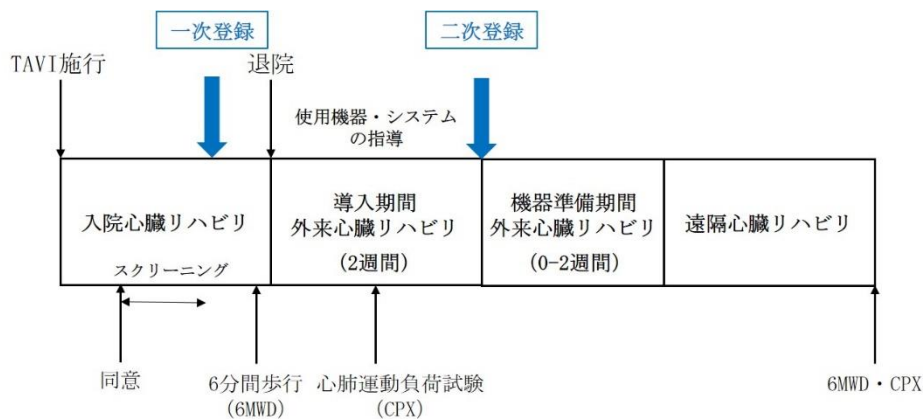 一次登録
二次登録
TAVI施行
退院
使用機器・システム
の指導
入院心臓リハビリ
スクリーニング
導入期間
外来心臓リハビリ
(2週間)
機器準備期間
外来心臓リハビリ
(0-2週間)
遠隔心臓リハビリ
同意
6分間歩行
(6MWD)
心肺運動負荷試験
(CPX)
6MWD・CPX